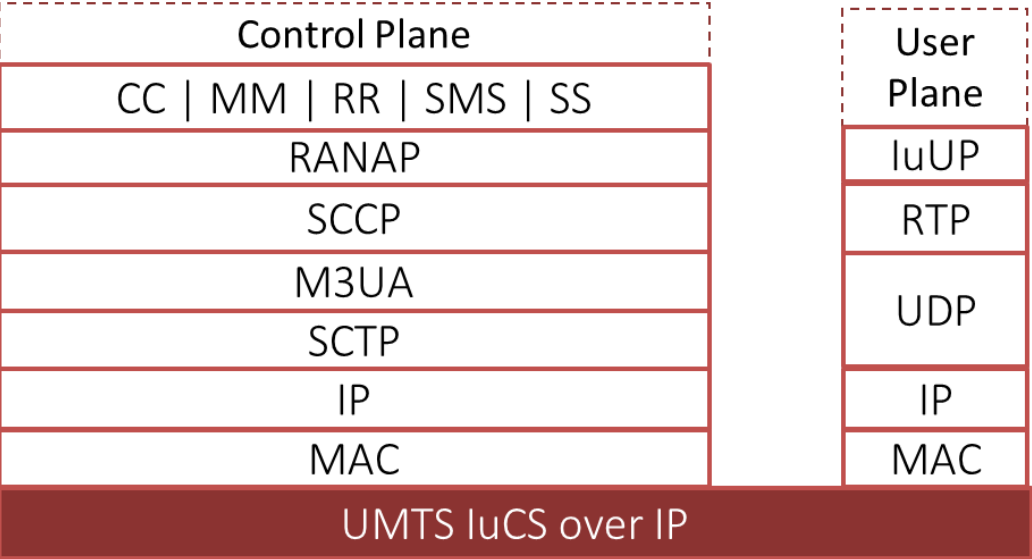 Control Plane
CC | MM | RR | SMS | SS
RANAP
SCCP
M3UA
SCTP
IP
MAC
User
Plane
IuUP
RTP
UDP
IP
MAC
UMTS IuCS over IP